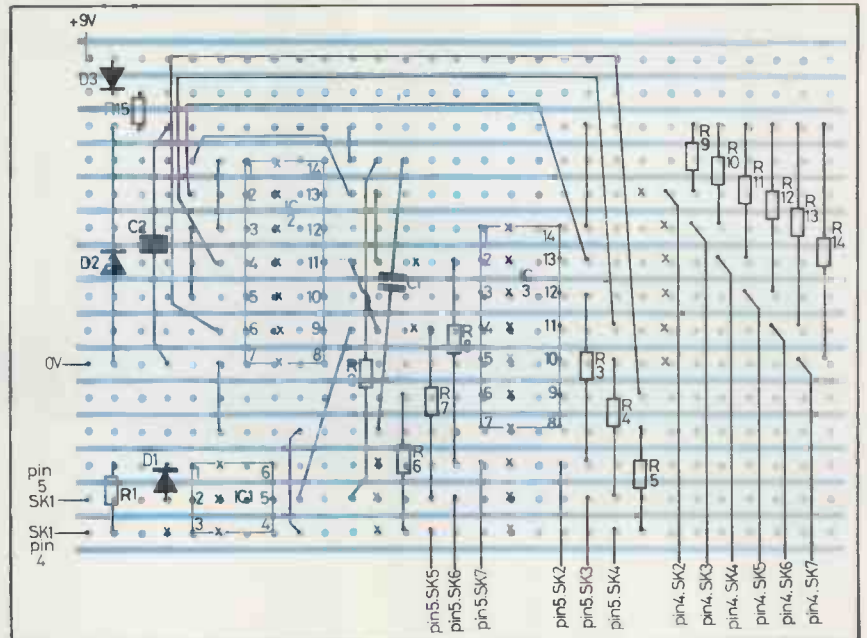 +9V
D3
R15
R
9
R
10
R
11
R
12
R
13
R
14
1 14
2 13
IC
2
3 12
4 11
5 10
6 9
7 8
C2
D2
C1
1 14
2 13
IC
3
3 12
4 11
5 10
6 9
7 8
R
8
R
3
R
7
R
4
R
6
R
5
0V
D1
1 6
2 IC1 5
3 4
R1
pin
5
SK1
SK1
pin
4
pin5.SK5
pin5.SK6
pin5.SK7
pin5.SK2
pin5.SK3
pin5.SK4
pin4.SK2
pin4.SK3
pin4.SK4
pin4.SK5
pin4.SK6
pin4.SK7